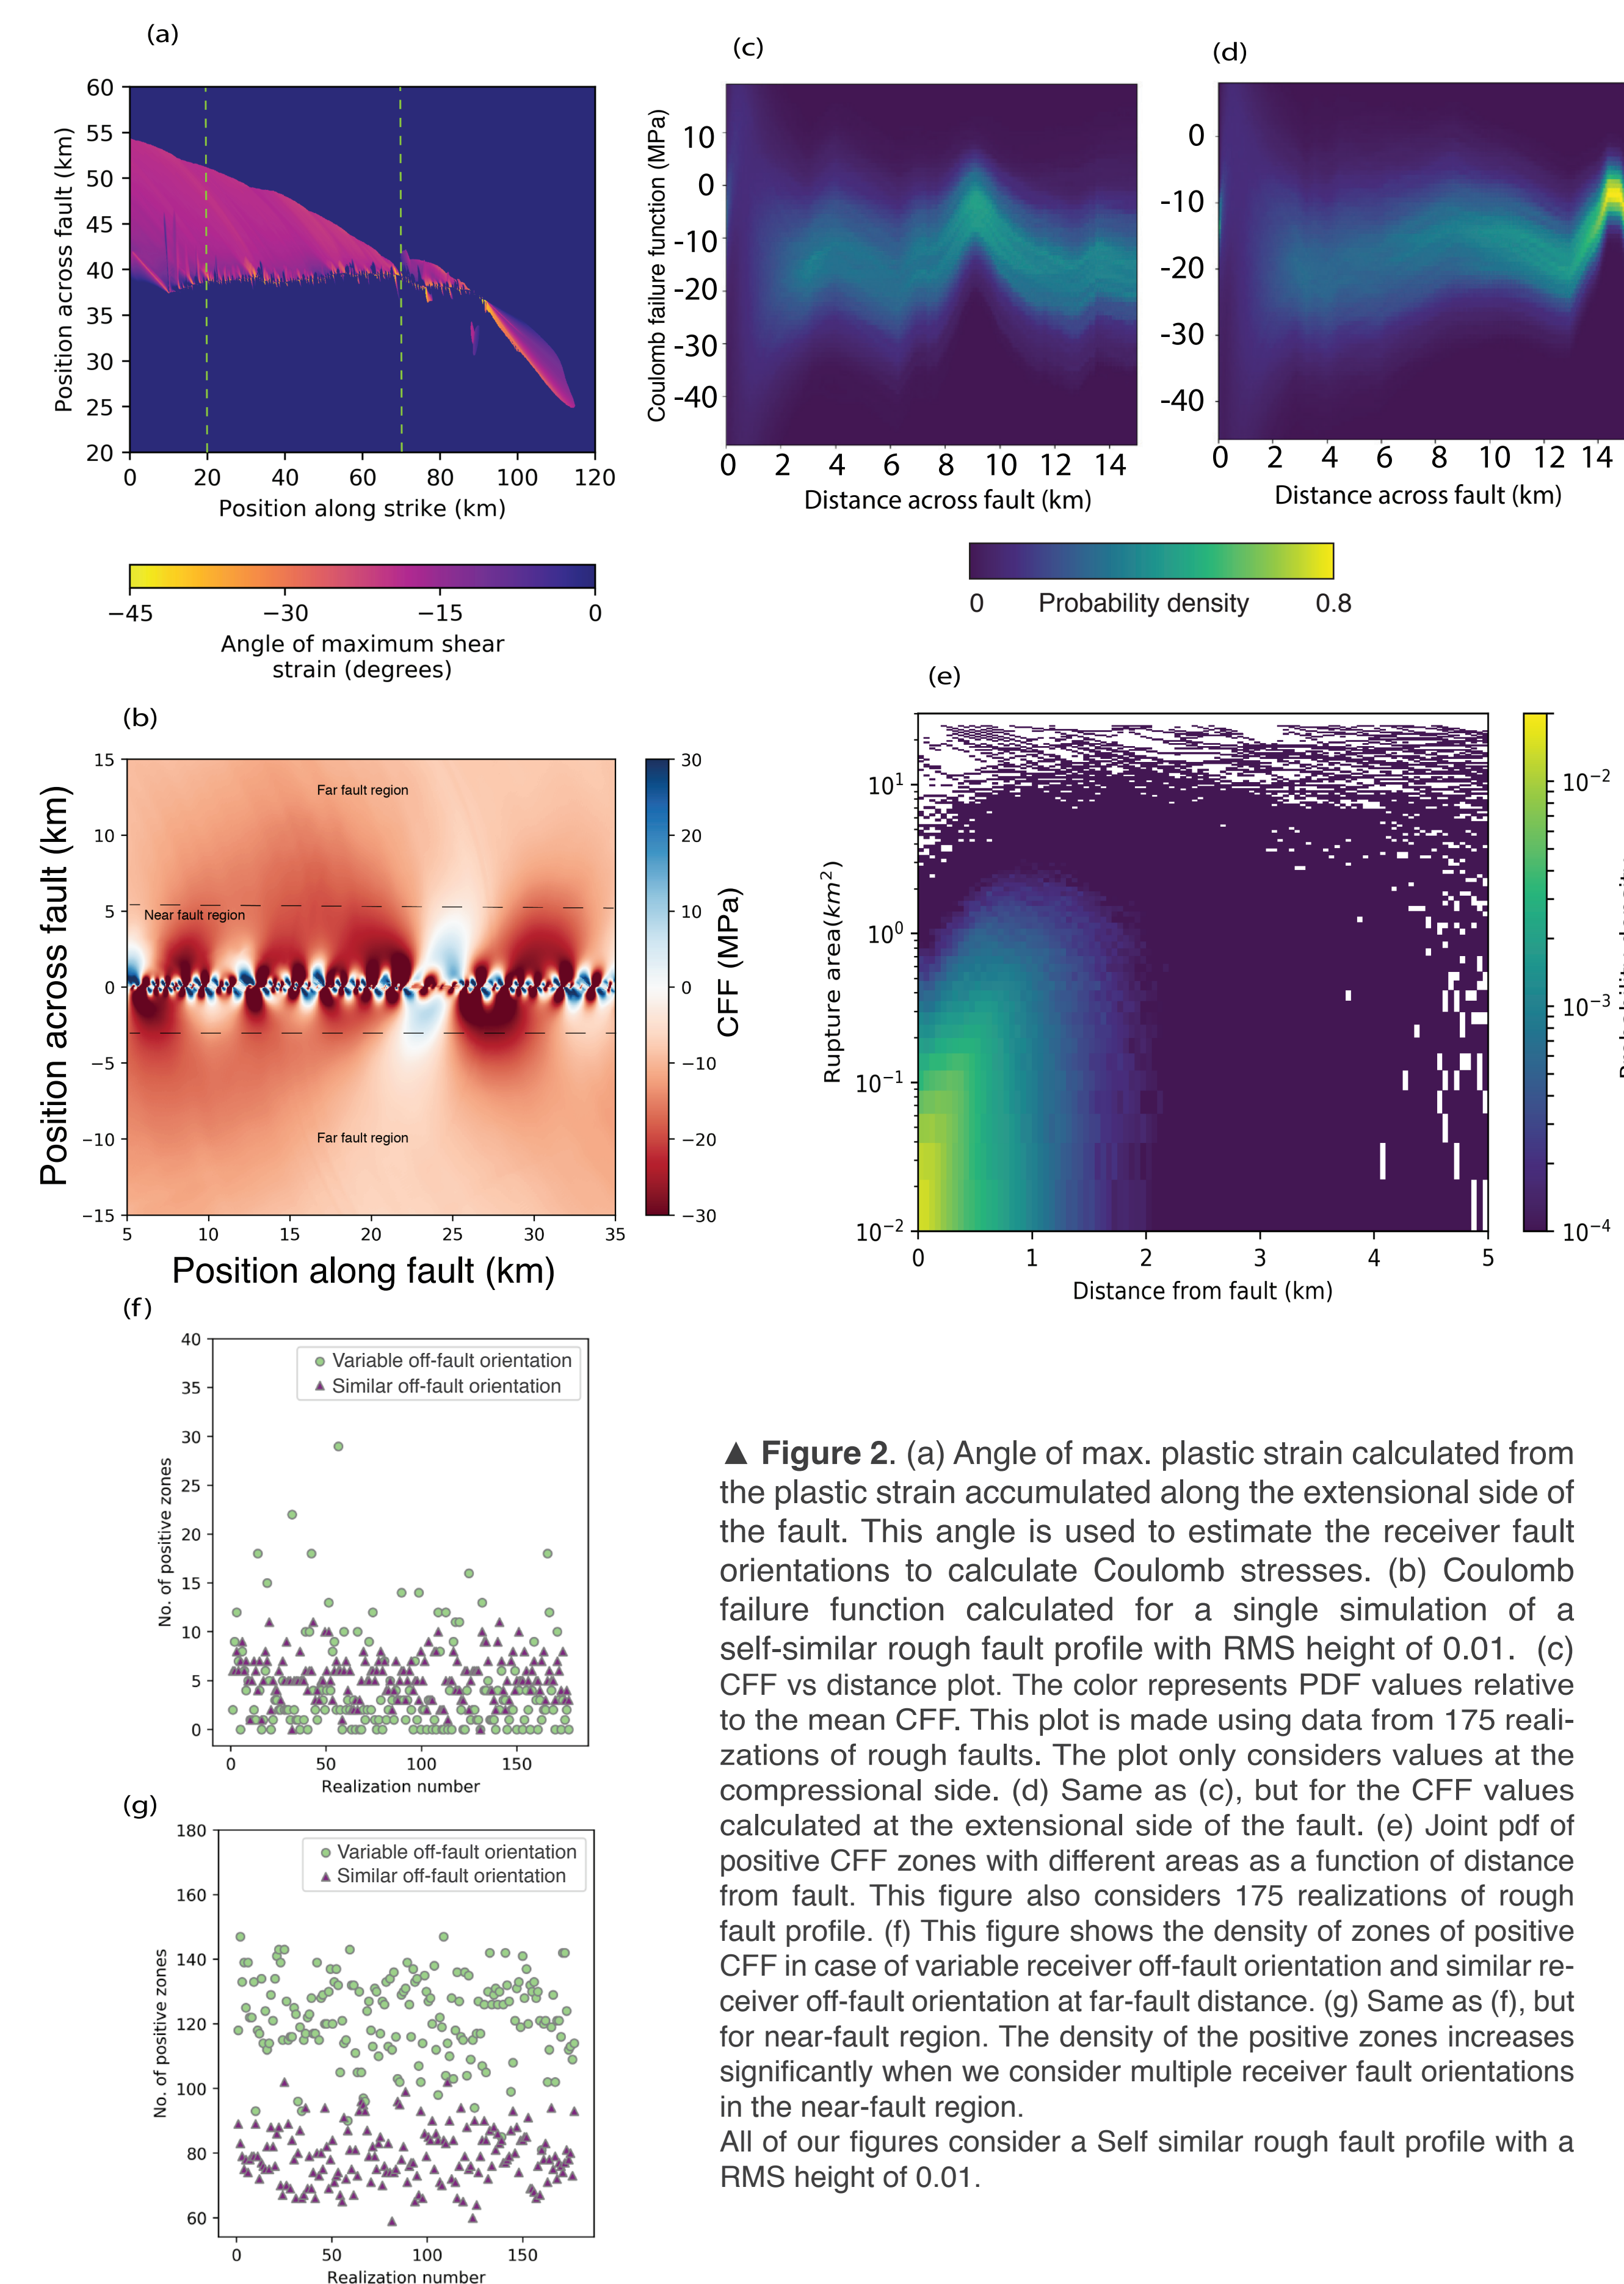 (a)
60
55
50
45
40
35
30
25
20
Position across fault (km)
0 20 40 60 80 100 120
Position along strike (km)
−45 −30 −15 0
Angle of maximum shear
strain (degrees)
(c)
10
0
-10
-20
-30
-40
Coulomb failure function (MPa)
0 2 4 6 8 10 12 14
Distance across fault (km)
(d)
0
-10
-20
-30
-40
0 2 4 6 8 10 12 14
Distance across fault (km)
0 Probability density 0.8
(b)
15
10
5
0
−5
−10
−15
Position across fault (km)
Far fault region
Near fault region
Far fault region
5 10 15 20 25 30 35
Position along fault (km)
30
20
10
0
−10
−20
−30
CFF (MPa)
(e)
10¹
10⁰
10⁻¹
10⁻²
Rupture area(km²)
0 1 2 3 4 5
Distance from fault (km)
10⁻²
10⁻³
10⁻⁴
(f)
40
35
30
25
20
15
10
5
0
No. of positive zones
Variable off-fault orientation
Similar off-fault orientation
0 50 100 150
Realization number
(g)
180
160
140
120
100
80
60
No. of positive zones
Variable off-fault orientation
Similar off-fault orientation
0 50 100 150
Realization number
▲ Figure 2. (a) Angle of max. plastic strain calculated from
the plastic strain accumulated along the extensional side of
the fault. This angle is used to estimate the receiver fault
orientations to calculate Coulomb stresses. (b) Coulomb
failure function calculated for a single simulation of a
self-similar rough fault profile with RMS height of 0.01. (c)
CFF vs distance plot. The color represents PDF values relative
to the mean CFF. This plot is made using data from 175 reali-
zations of rough faults. The plot only considers values at the
compressional side. (d) Same as (c), but for the CFF values
calculated at the extensional side of the fault. (e) Joint pdf of
positive CFF zones with different areas as a function of distance
from fault. This figure also considers 175 realizations of rough
fault profile. (f) This figure shows the density of zones of positive
CFF in case of variable receiver off-fault orientation and similar re-
ceiver off-fault orientation at far-fault distance. (g) Same as (f), but
for near-fault region. The density of the positive zones increases
significantly when we consider multiple receiver fault orientations
in the near-fault region.
All of our figures consider a Self similar rough fault profile with a
RMS height of 0.01.